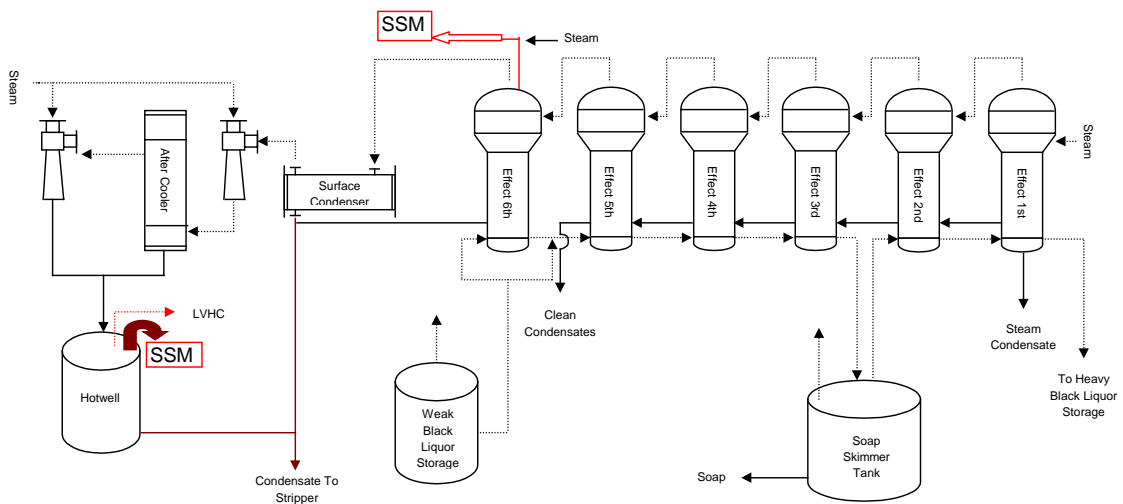 SSM
Steam
Steam
After Cooler
Surface
Condenser
Effect 6th
Effect 5th
Effect 4th
Effect 3rd
Effect 2nd
Effect 1st
Steam
LVHC
SSM
Hotwell
Clean
Condensates
Steam
Condensate
To Heavy
Black Liquor
Storage
Weak
Black
Liquor
Storage
Soap
Skimmer
Tank
Condensate To
Stripper
Soap